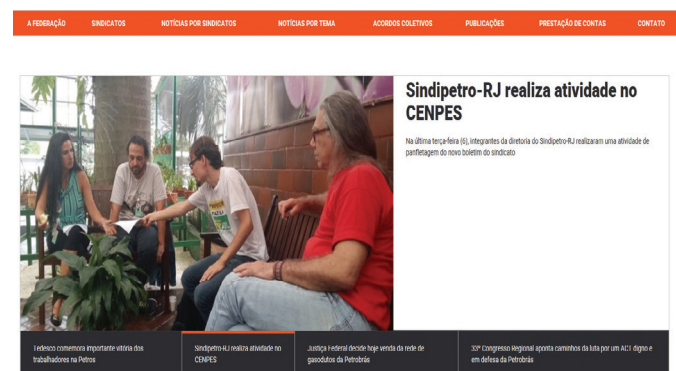 A FEDERAÇÃO SINDICATOS NOTÍCIAS POR SINDICATOS NOTÍCIAS POR TEMA ACORDOS COLETIVOS PUBLICAÇÕES PRESTAÇÃO DE CONTAS CONTATO
Sindipetro-RJ realiza atividade no
CENPES
Na última terça-feira (6), integrantes da diretoria do Sindipetro-RJ realizaram uma atividade de
panfletagem do novo boletim do sindicato
Tedesco comemora importante vitória dos
trabalhadores na Petros
Sindipetro-RJ realiza atividade no
CENPES
Justiça Federal decide hoje venda da rede de
gasodutos da Petrobrás
33º Congresso Regional aponta caminhos da luta por um ACT digno e
em defesa da Petrobrás